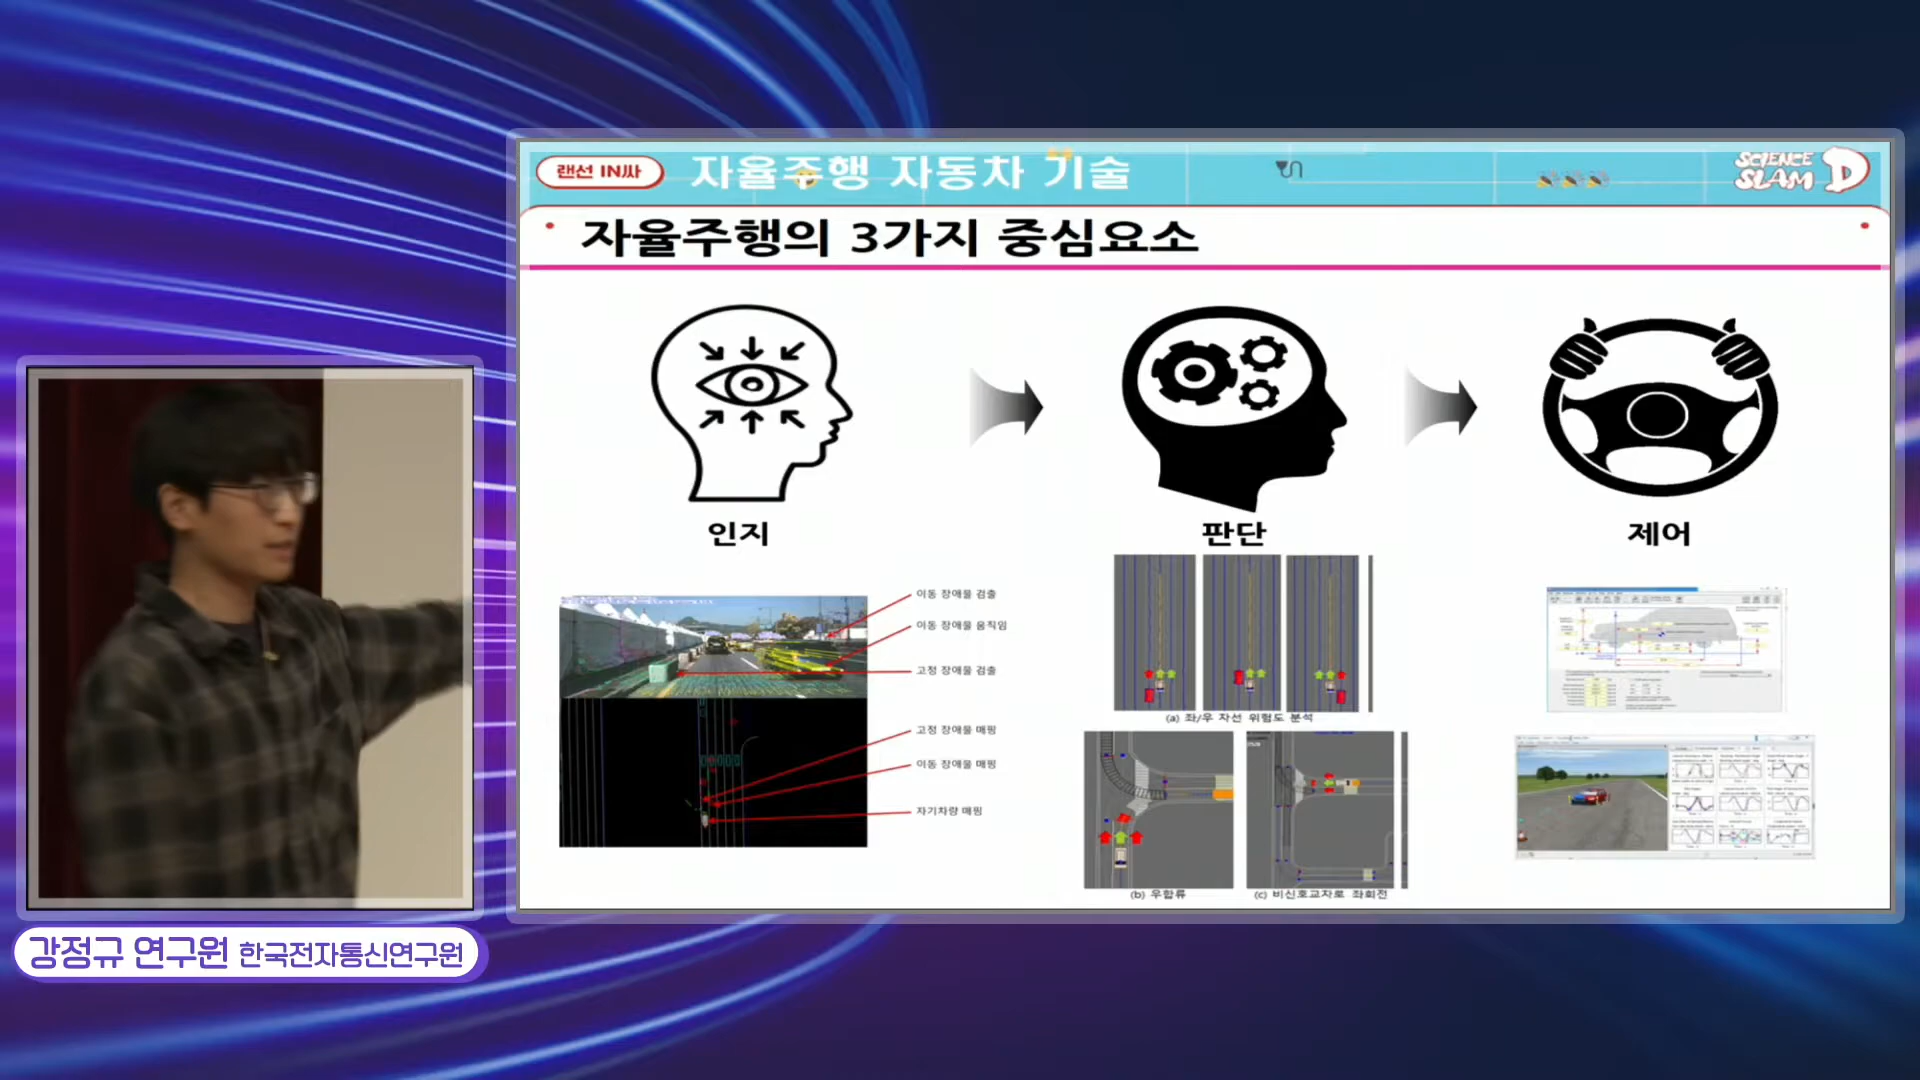 랜선 IN싸
자율주행 자동차 기술
SCIENCE SLAM D
자율주행의 3가지 중심요소
인지
판단
제어
이동 장애물 검출
이동 장애물 움직임
고정 장애물 검출
고정 장애물 매핑
이동 장애물 매핑
자기차량 매핑
(a) 좌/우 차선 위험도 분석
(b) 우합류
(c) 비신호교차로 좌회전
강정규 연구원 한국전자통신연구원